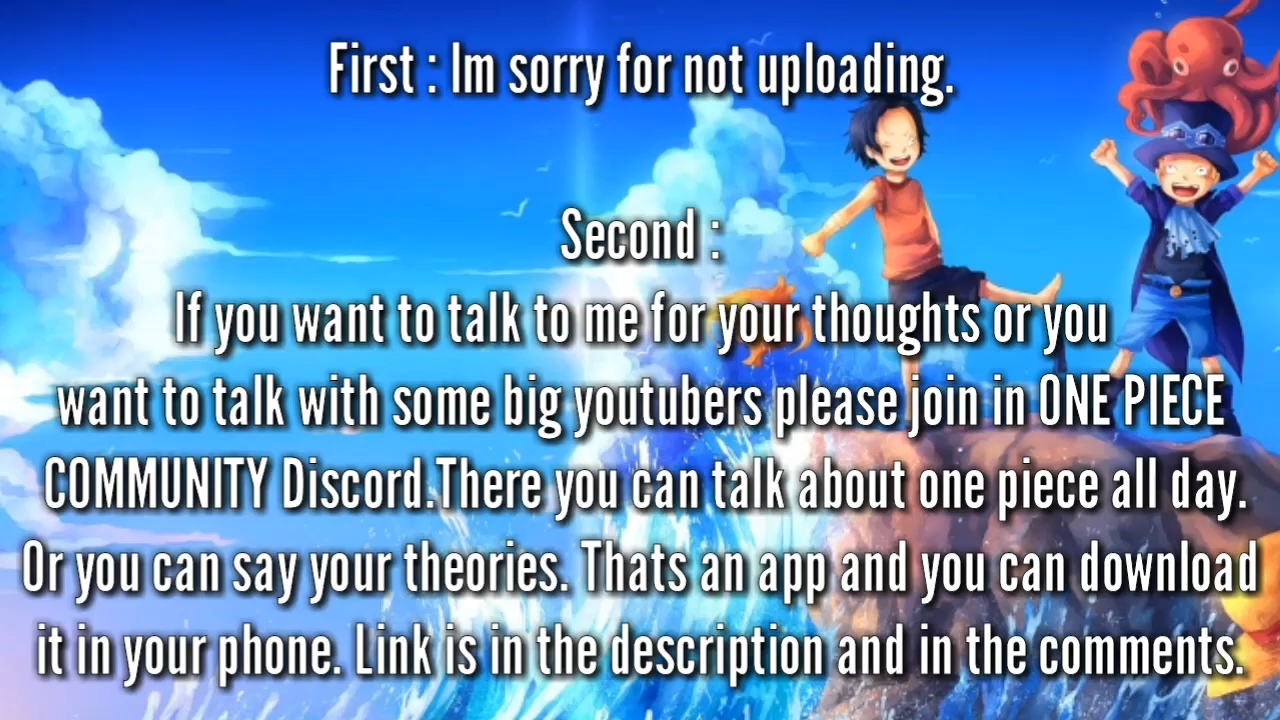 First : Im sorry for not uploading.
Second :
If you want to talk to me for your thoughts or you
want to talk with some big youtubers please join in ONE PIECE
COMMUNITY Discord.There you can talk about one piece all day.
Or you can say your theories. Thats an app and you can download
it in your phone. Link is in the description and in the comments.